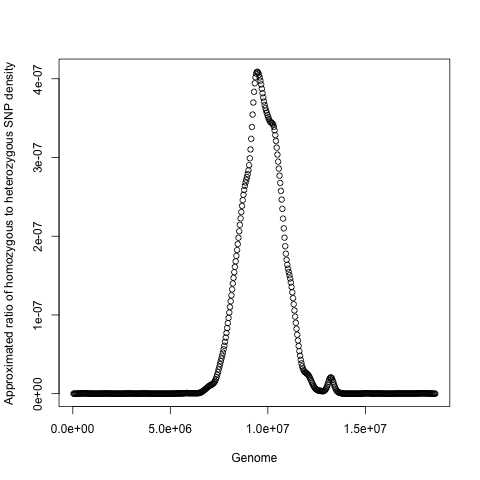 Approximated ratio of homozygous to heterozygous SNP density
4e-07
3e-07
2e-07
1e-07
0e+00
0.0e+00 5.0e+06 1.0e+07 1.5e+07
Genome